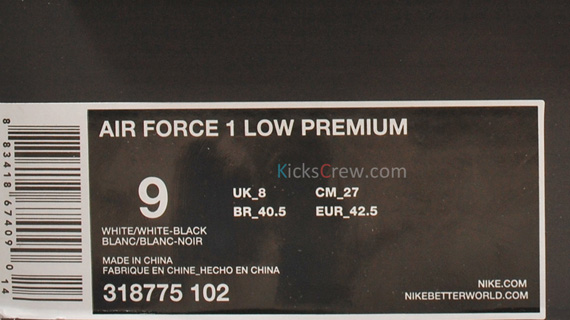 AIR FORCE 1 LOW PREMIUM
KicksCrew.com
9
UK_8 CM_27
BR_40.5 EUR_42.5
WHITE/WHITE-BLACK
BLANC/BLANC-NOIR
MADE IN CHINA
FABRIQUE EN CHINE_HECHO EN CHINA
318775 102
NIKE.COM
NIKEBETTERWORLD.COM
8 83418 67409 0 14